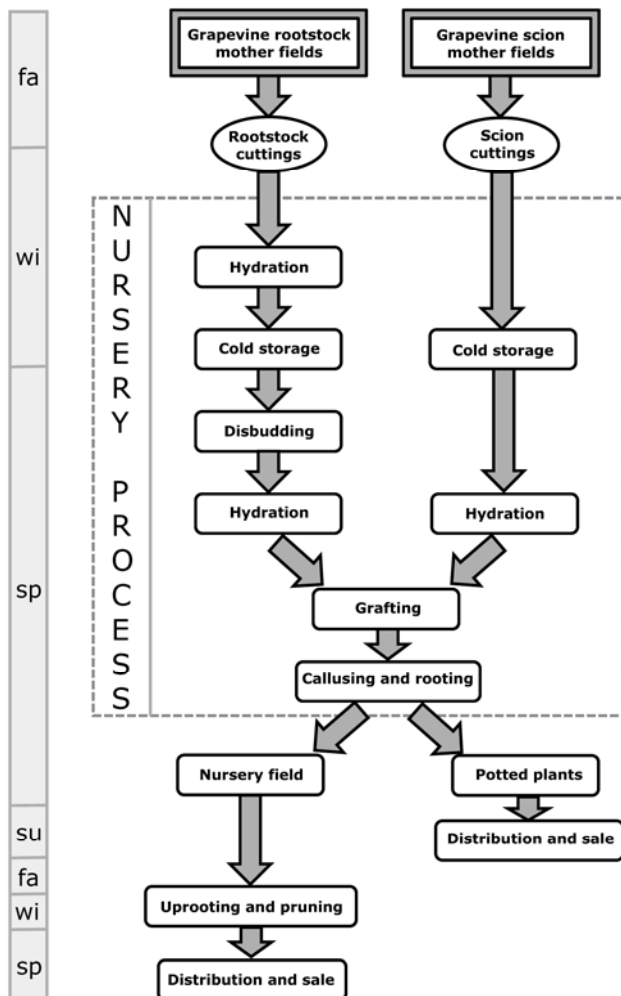 Grapevine rootstock
mother fields
Grapevine scion
mother fields
fa
Rootstock
cuttings
Scion
cuttings
wi
NURSERY PROCESS
Hydration
Cold storage
Cold storage
Disbudding
Hydration
Hydration
sp
Grafting
Callusing and rooting
Nursery field
Potted plants
su
Distribution and sale
fa
wi
Uprooting and pruning
sp
Distribution and sale